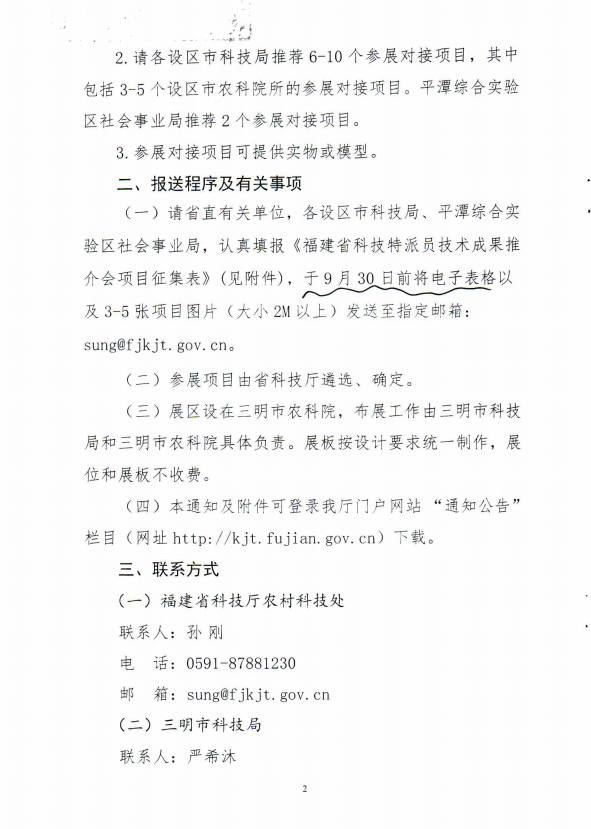 2.请各设区市科技局推荐 6-10 个参展对接项目，其中
包括 3-5 个设区市农科院所的参展对接项目。平潭综合实验
区社会事业局推荐 2 个参展对接项目。
3.参展对接项目可提供实物或模型。
二、报送程序及有关事项
（一）请省直有关单位，各设区市科技局、平潭综合实
验区社会事业局，认真填报《福建省科技特派员技术成果推
介会项目征集表》(见附件)，于 9 月 30 日前将电子表格以
及 3-5 张项目图片（大小 2M 以上）发送至指定邮箱：
sung@fjkjt.gov.cn。
（二）参展项目由省科技厅遴选、确定。
（三）展区设在三明市农科院，布展工作由三明市科技
局和三明市农科院具体负责。展板按设计要求统一制作，展
位和展板不收费。
（四）本通知及附件可登录我厅门户网站 “通知公告”
栏目（网址 http://kjt.fujian.gov.cn）下载。
三、联系方式
（一）福建省科技厅农村科技处
联系人：孙 刚
电 话：0591-87881230
邮 箱：sung@fjkjt.gov.cn
（二）三明市科技局
联系人：严希沐
2